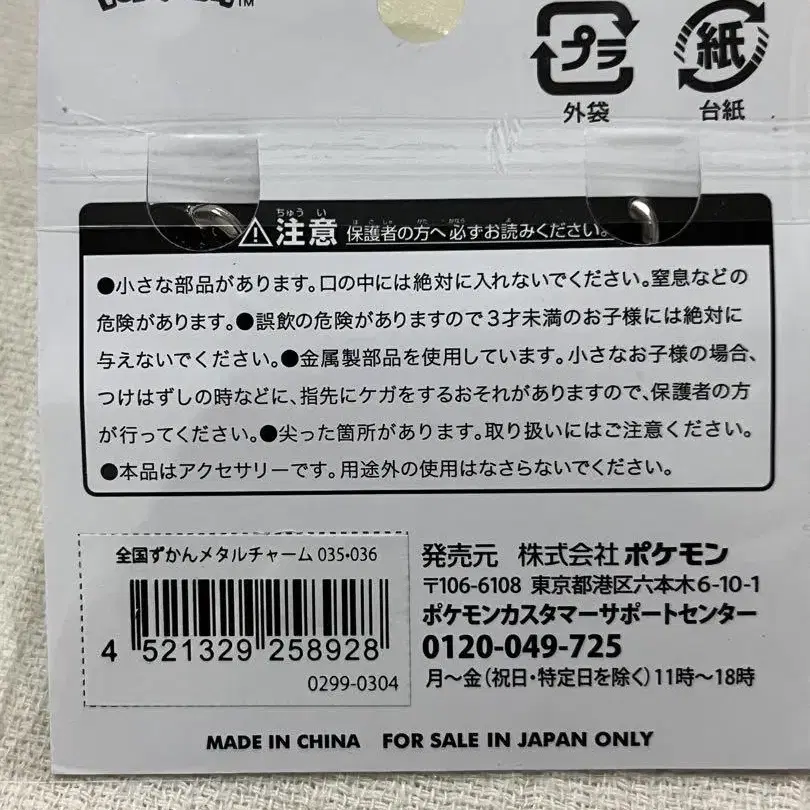 TM
プラ
外袋
紙
台紙
ちゅうい
注意 保護者の方へ必ずお読みください。
●小さな部品があります。口の中には絶対に入れないでください。窒息などの
危険があります。●誤飲の危険がありますので3才未満のお子様には絶対に
与えないでください。●金属製部品を使用しています。小さなお子様の場合、
つけはずしの時などに、指先にケガをするおそれがありますので、保護者の方
が行ってください。●尖った箇所があります。取り扱いにはご注意ください。
●本品はアクセサリーです。用途外の使用はなさらないでください。
全国ずかんメタルチャーム 035・036
4 521329 258928
0299-0304
発売元 株式会社 ポケモン
〒106-6108 東京都港区六本木6-10-1
ポケモンカスタマーサポートセンター
0120-049-725
月～金（祝日・特定日を除く）11時～18時
MADE IN CHINA FOR SALE IN JAPAN ONLY